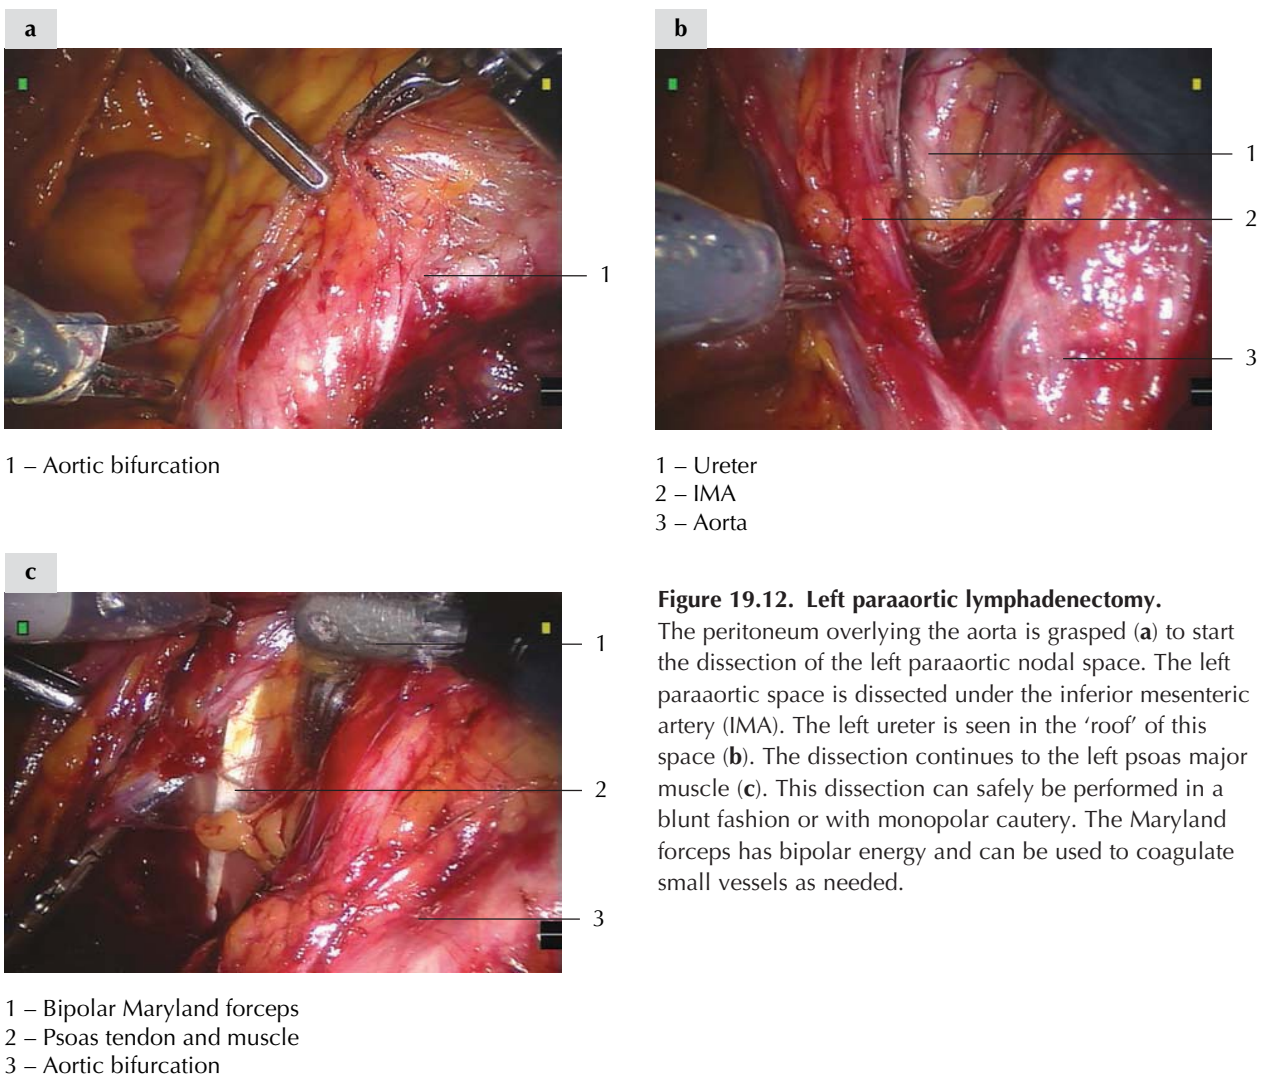 a
1
1 – Aortic bifurcation
b
1
2
3
1 – Ureter
2 – IMA
3 – Aorta
c
1
2
3
1 – Bipolar Maryland forceps
2 – Psoas tendon and muscle
3 – Aortic bifurcation
Figure 19.12. Left paraaortic lymphadenectomy.
The peritoneum overlying the aorta is grasped (a) to start
the dissection of the left paraaortic nodal space. The left
paraaortic space is dissected under the inferior mesenteric
artery (IMA). The left ureter is seen in the ‘roof’ of this
space (b). The dissection continues to the left psoas major
muscle (c). This dissection can safely be performed in a
blunt fashion or with monopolar cautery. The Maryland
forceps has bipolar energy and can be used to coagulate
small vessels as needed.